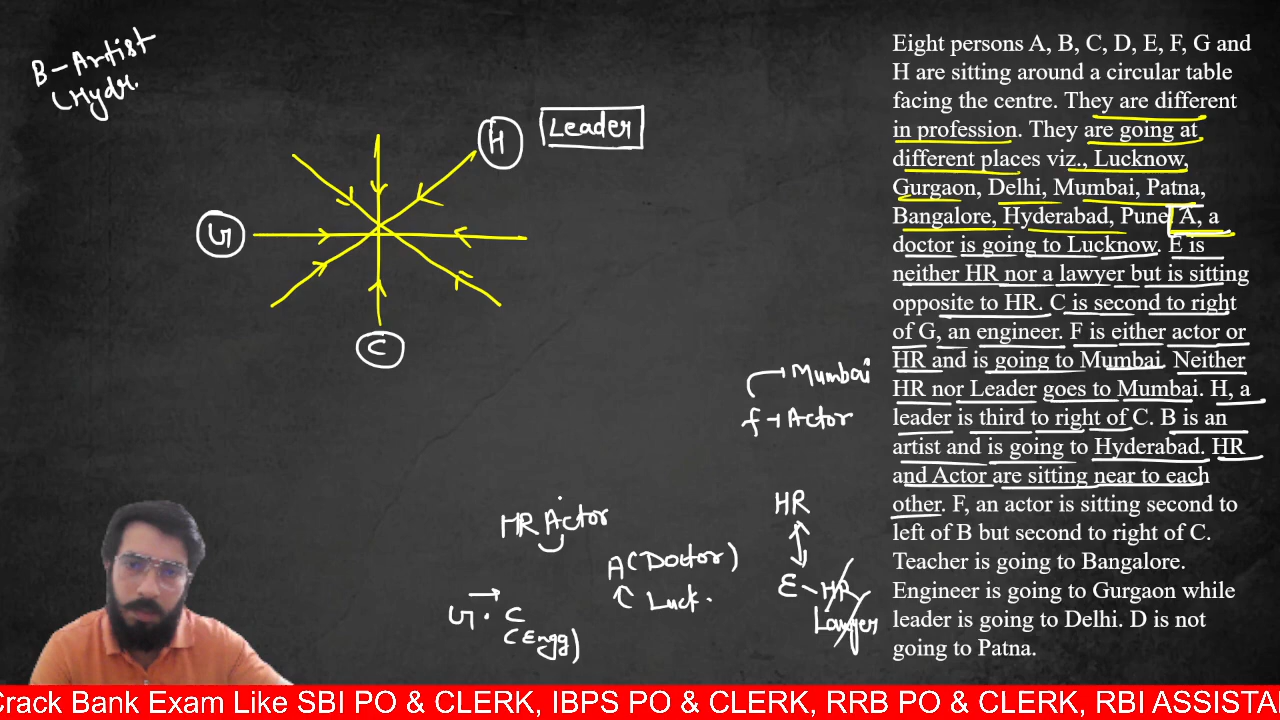 B-Artist
(Hydr.
H
Leader
G
C
Mumbai
f→Actor
HR Actor
HR
A (Doctor)
Luck.
G . C
(Engg)
E - HR
Lawyer
Eight persons A, B, C, D, E, F, G and
H are sitting around a circular table
facing the centre. They are different
in profession. They are going at
different places viz., Lucknow,
Gurgaon, Delhi, Mumbai, Patna,
Bangalore, Hyderabad, Pune. A, a
doctor is going to Lucknow. E is
neither HR nor a lawyer but is sitting
opposite to HR. C is second to right
of G, an engineer. F is either actor or
HR and is going to Mumbai. Neither
HR nor Leader goes to Mumbai. H, a
leader is third to right of C. B is an
artist and is going to Hyderabad. HR
and Actor are sitting near to each
other. F, an actor is sitting second to
left of B but second to right of C.
Teacher is going to Bangalore.
Engineer is going to Gurgaon while
leader is going to Delhi. D is not
going to Patna.
Crack Bank Exam Like SBI PO & CLERK, IBPS PO & CLERK, RRB PO & CLERK, RBI ASSISTA